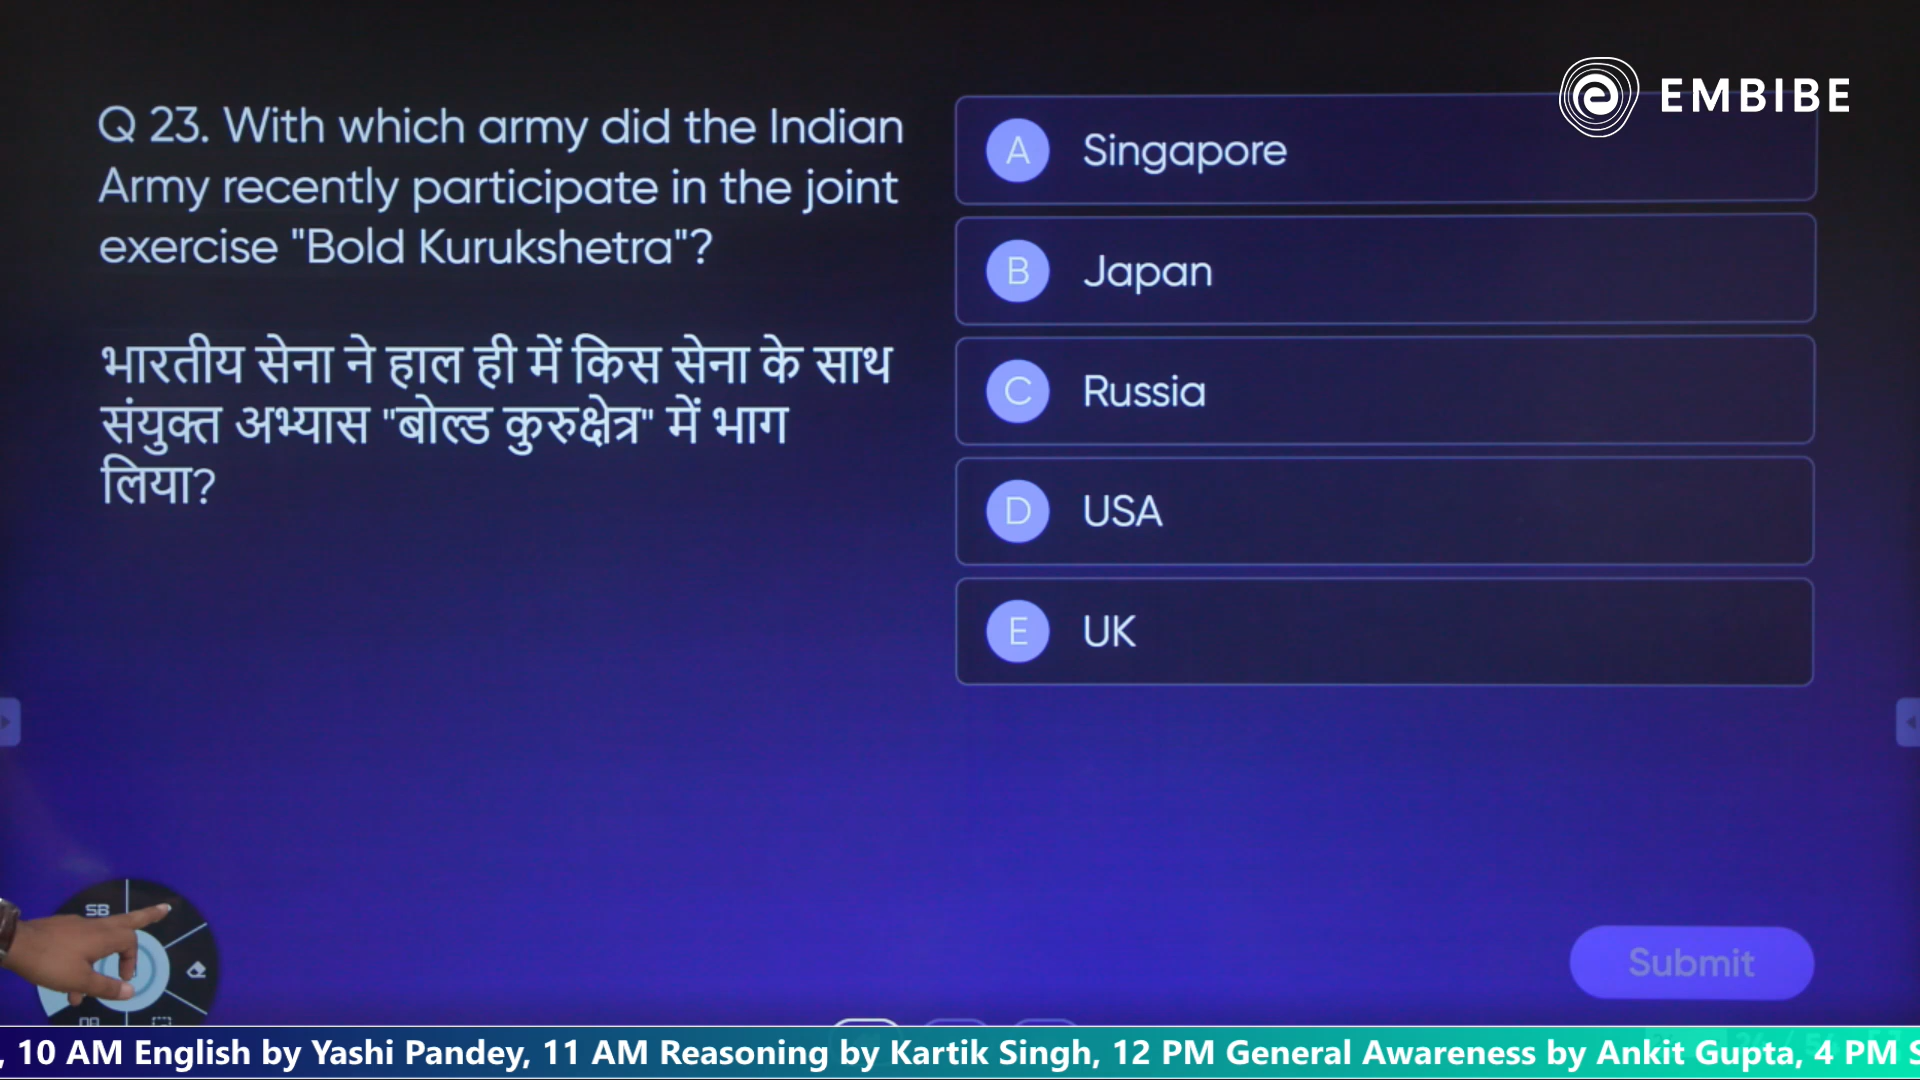 EMBIBE
Q 23. With which army did the Indian
Army recently participate in the joint
exercise "Bold Kurukshetra"?
भारतीय सेना ने हाल ही में किस सेना के साथ
संयुक्त अभ्यास "बोल्ड कुरुक्षेत्र" में भाग
लिया?
A Singapore
B Japan
C Russia
D USA
E UK
SB
Submit
, 10 AM English by Yashi Pandey, 11 AM Reasoning by Kartik Singh, 12 PM General Awareness by Ankit Gupta, 4 PM S